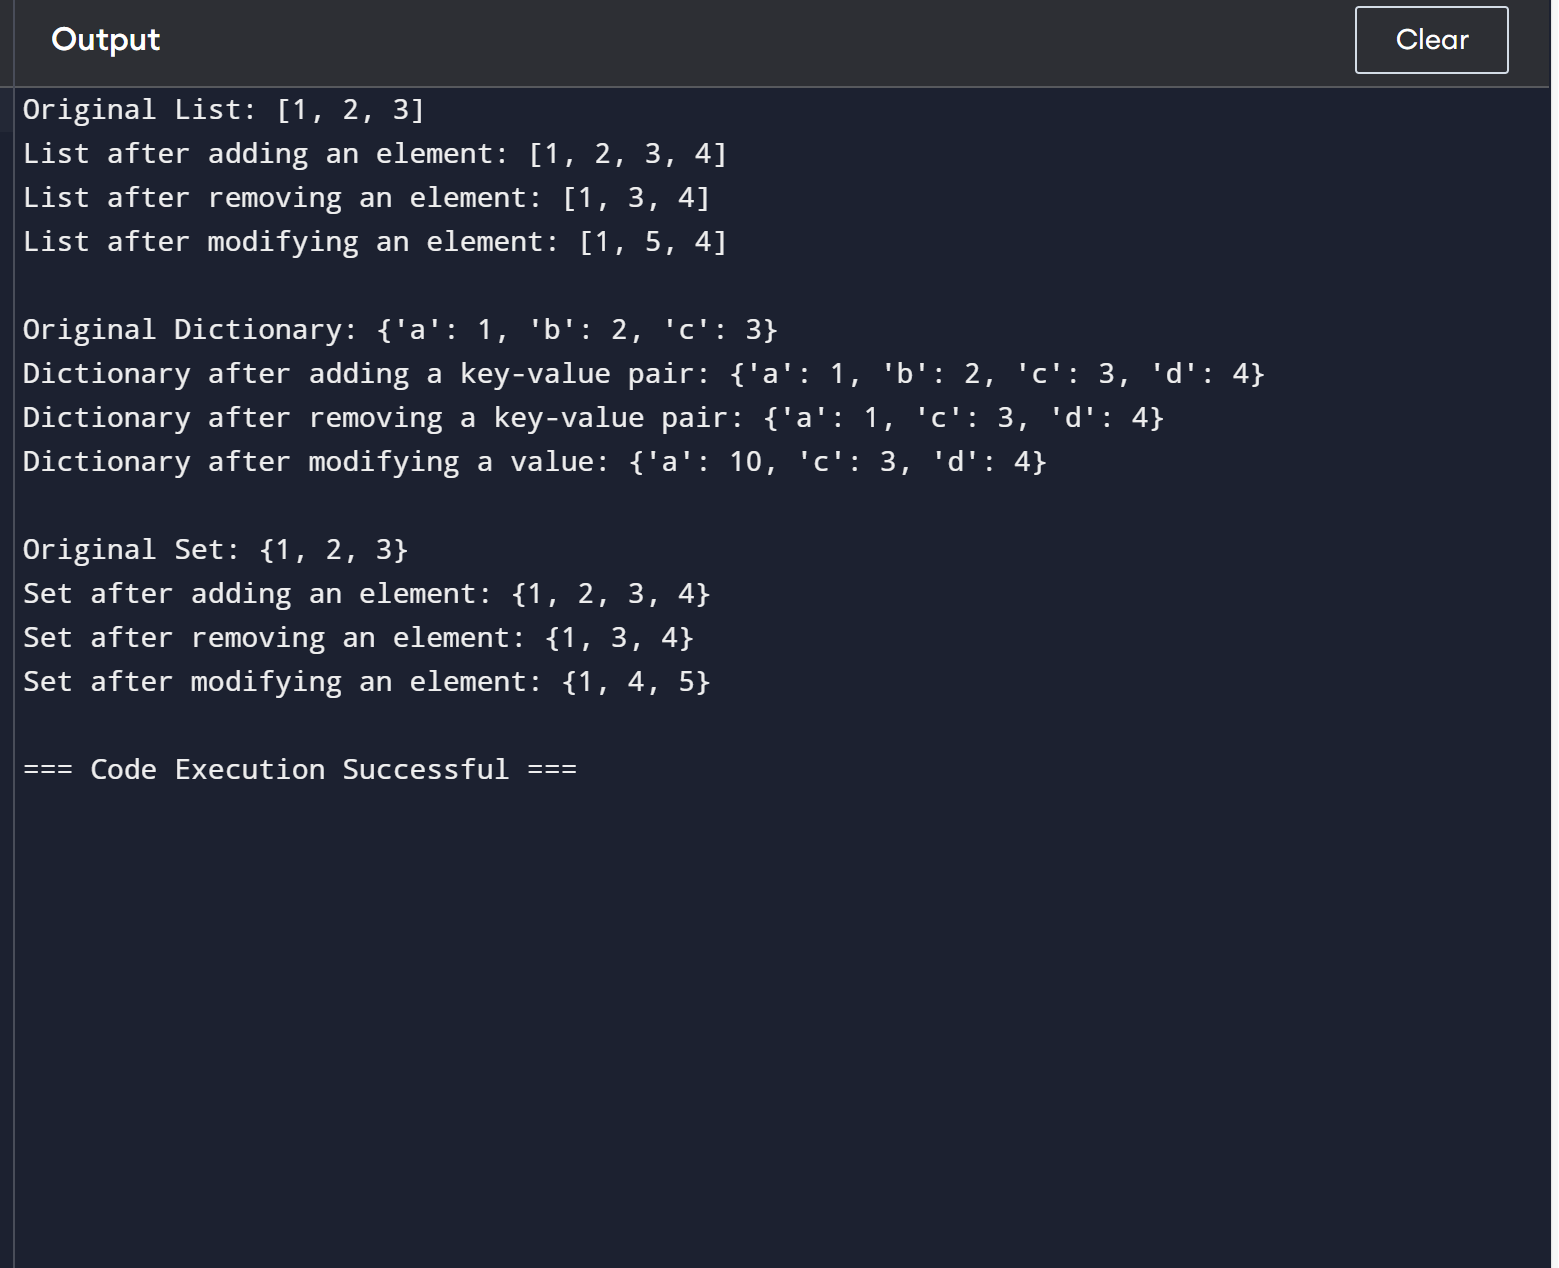 Output
Clear
Original List: [1, 2, 3]
List after adding an element: [1, 2, 3, 4]
List after removing an element: [1, 3, 4]
List after modifying an element: [1, 5, 4]
Original Dictionary: {'a': 1, 'b': 2, 'c': 3}
Dictionary after adding a key-value pair: {'a': 1, 'b': 2, 'c': 3, 'd': 4}
Dictionary after removing a key-value pair: {'a': 1, 'c': 3, 'd': 4}
Dictionary after modifying a value: {'a': 10, 'c': 3, 'd': 4}
Original Set: {1, 2, 3}
Set after adding an element: {1, 2, 3, 4}
Set after removing an element: {1, 3, 4}
Set after modifying an element: {1, 4, 5}
=== Code Execution Successful ===